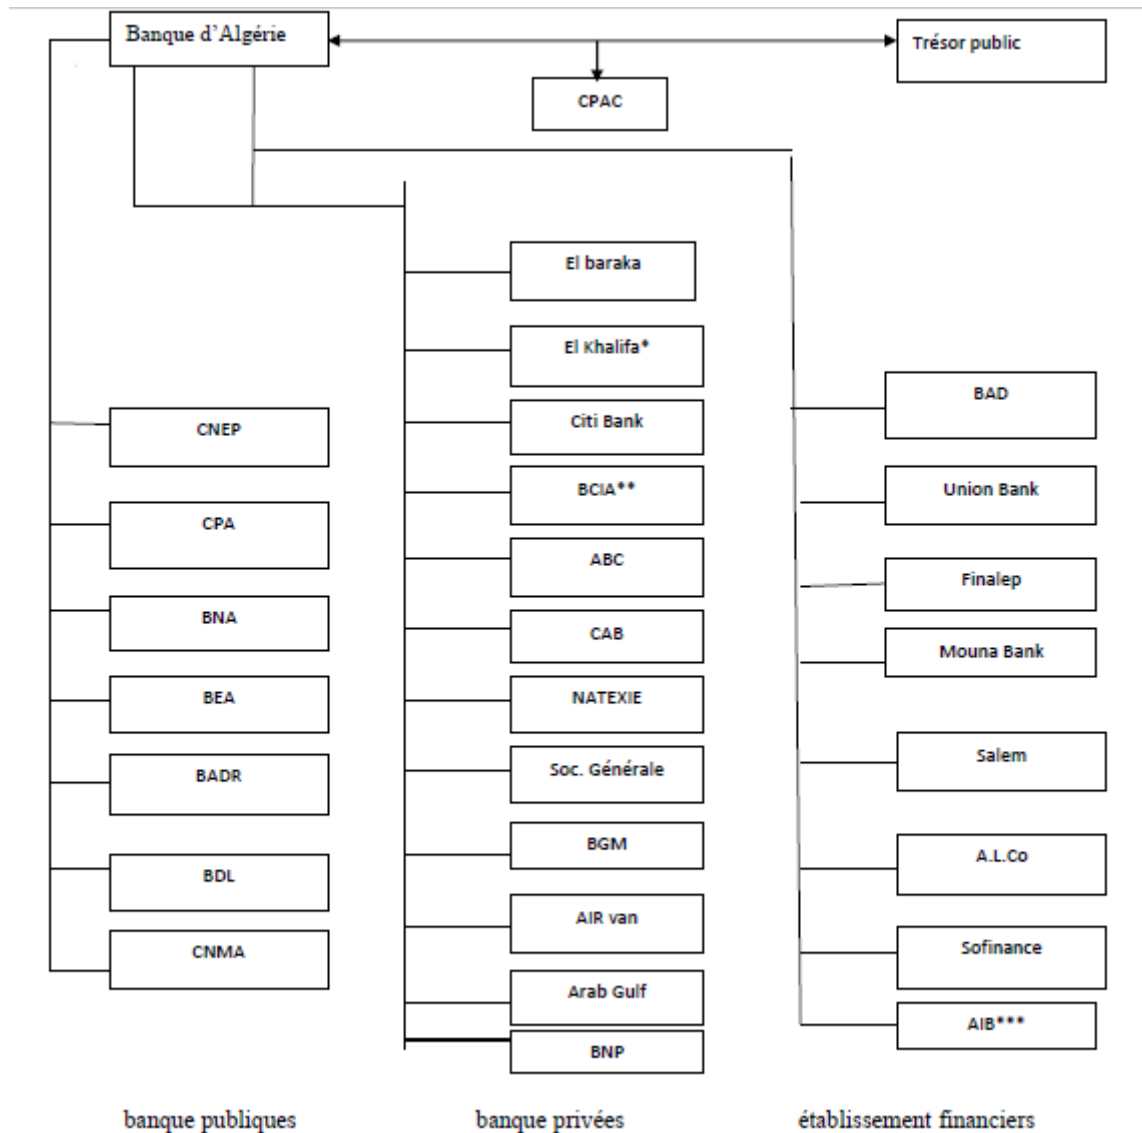 Banque d'Algérie
Trésor public
CPAC
CNEP
CPA
BNA
BEA
BADR
BDL
CNMA
banque publiques
El baraka
El Khalifa*
Citi Bank
BCIA**
ABC
CAB
NATEXIE
Soc. Générale
BGM
AIR van
Arab Gulf
BNP
banque privées
BAD
Union Bank
Finalep
Mouna Bank
Salem
A.L.Co
Sofinance
AIB***
établissement financiers